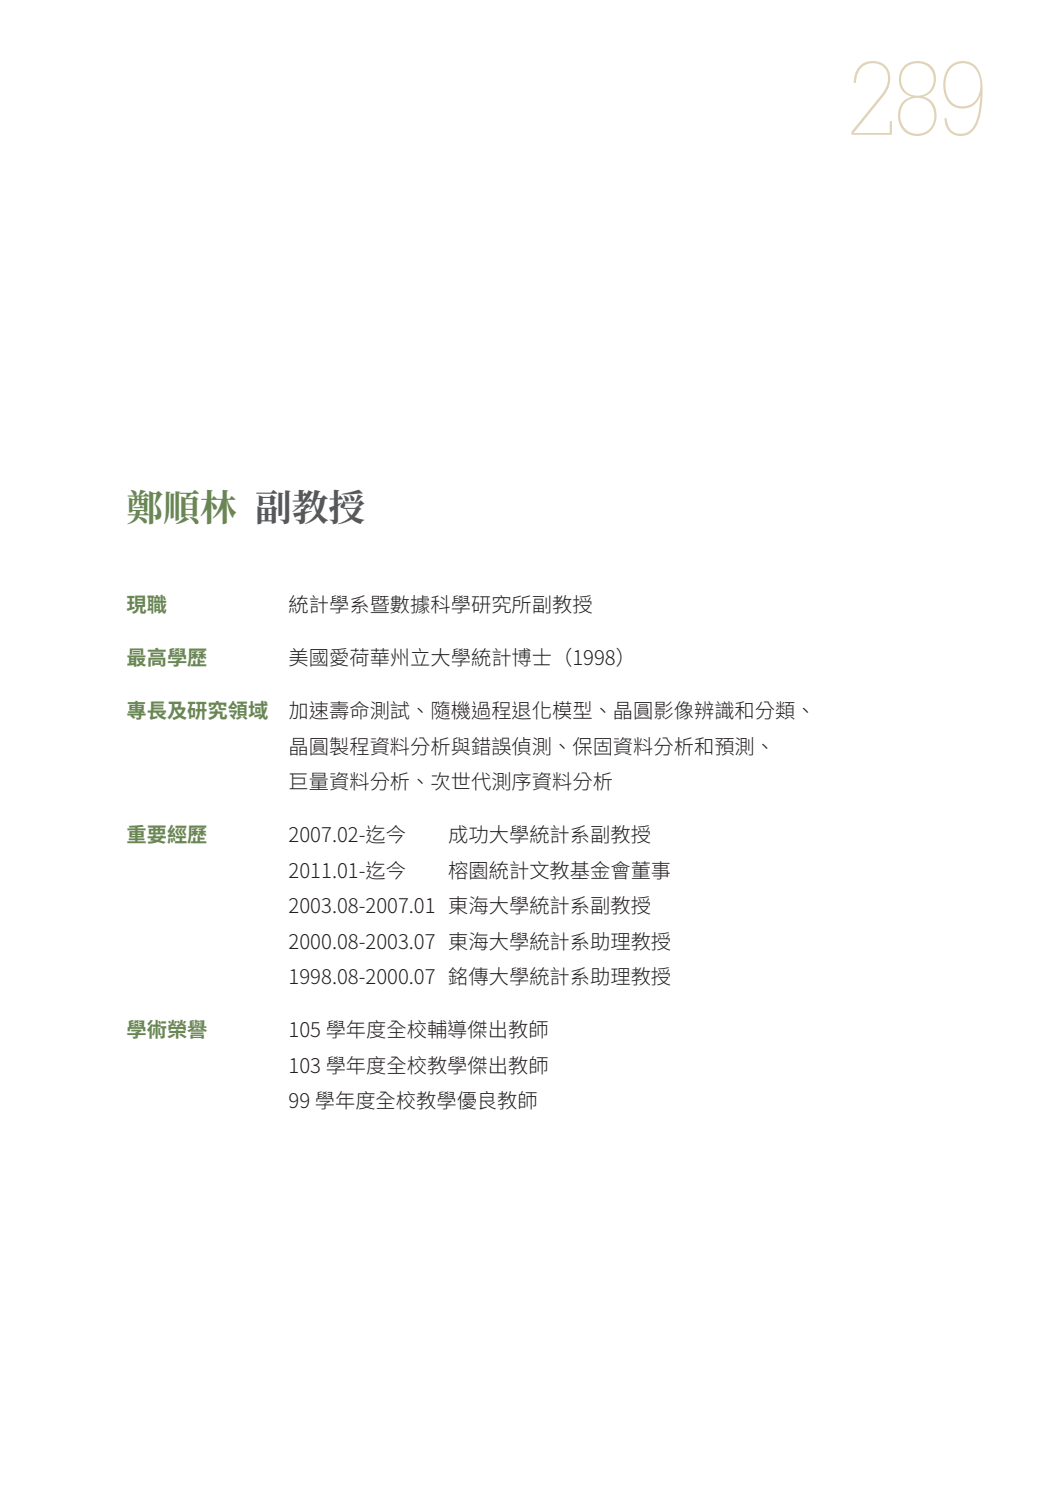 289
鄭順林 副教授
現職 統計學系暨數據科學研究所副教授
最高學歷 美國愛荷華州立大學統計博士（1998）
專長及研究領域 加速壽命測試、隨機過程退化模型、晶圓影像辨識和分類、
晶圓製程資料分析與錯誤偵測、保固資料分析和預測、
巨量資料分析、次世代測序資料分析
重要經歷 2007.02-迄今 成功大學統計系副教授
2011.01-迄今 榕園統計文教基金會董事
2003.08-2007.01 東海大學統計系副教授
2000.08-2003.07 東海大學統計系助理教授
1998.08-2000.07 銘傳大學統計系助理教授
學術榮譽 105 學年度全校輔導傑出教師
103 學年度全校教學傑出教師
99 學年度全校教學優良教師